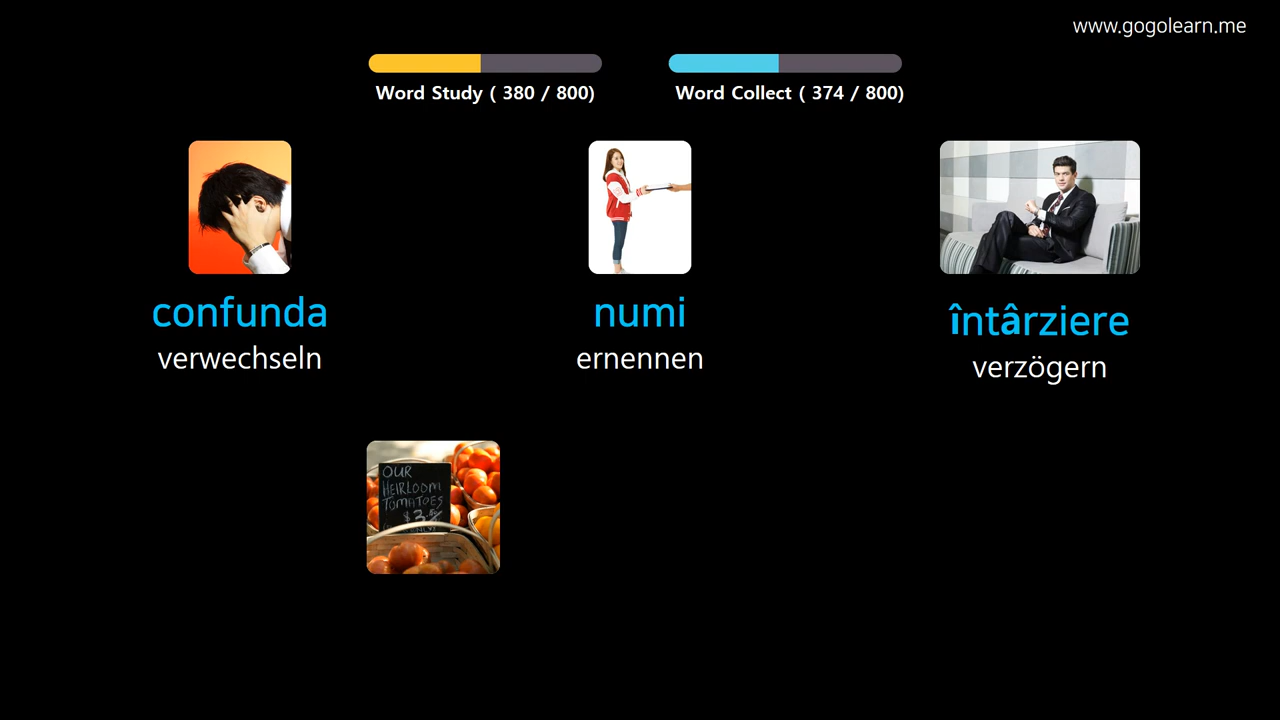 www.gogolearn.me
Word Study ( 380 / 800)
Word Collect ( 374 / 800)
confunda
verwechseln
numi
ernennen
întârziere
verzögern
OUR
HEIRLOOM
TOMATOES